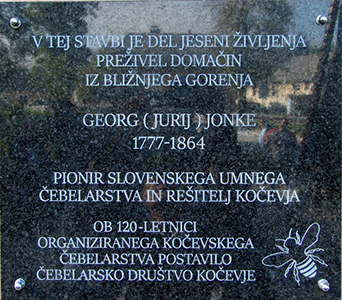 V TEJ STAVBI JE DEL JESENI ŽIVLJENJA
PREŽIVEL DOMAČIN
IZ BLIŽNJEGA GORENJA
GEORG ( JURIJ ) JONKE
1777-1864
PIONIR SLOVENSKEGA UMNEGA
ČEBELARSTVA IN REŠITELJ KOČEVJA
OB 120-LETNICI
ORGANIZIRANEGA KOČEVSKEGA
ČEBELARSTVA POSTAVILO
ČEBELARSKO DRUŠTVO KOČEVJE